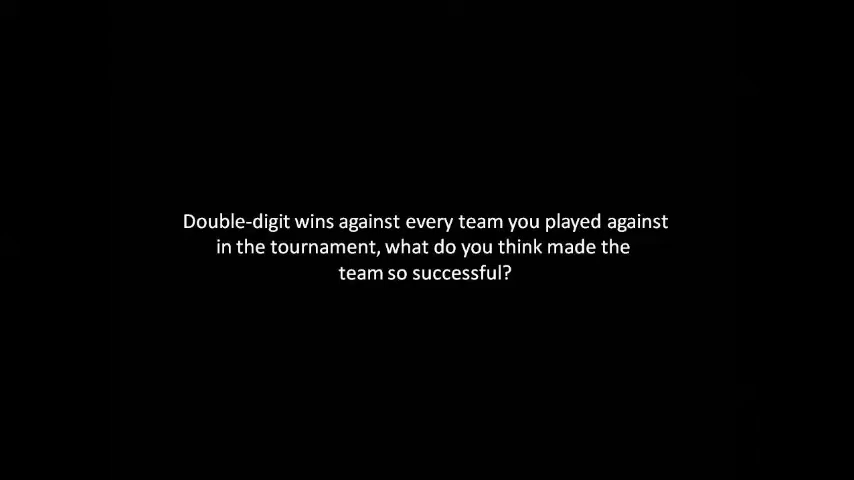 Double-digit wins against every team you played against
in the tournament, what do you think made the
team so successful?